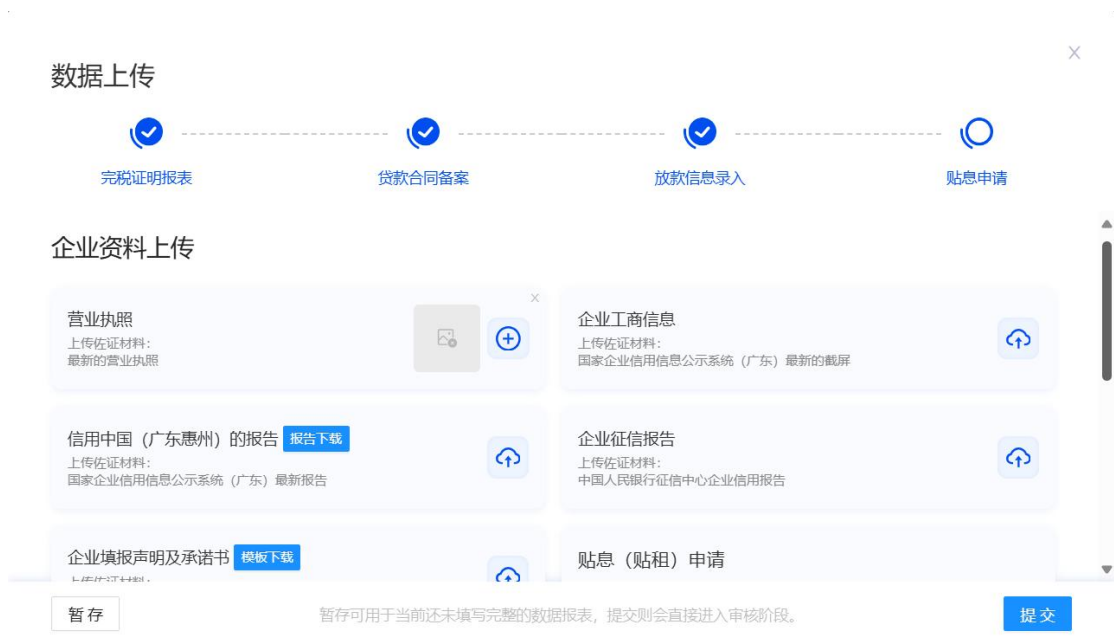 数据上传
完税证明报表
贷款合同备案
放款信息录入
贴息申请
企业资料上传
营业执照
上传佐证材料：
最新的营业执照
企业工商信息
上传佐证材料：
国家企业信用信息公示系统（广东）最新的截屏
信用中国（广东惠州）的报告 报告下载
上传佐证材料：
国家企业信用信息公示系统（广东）最新报告
企业征信报告
上传佐证材料：
中国人民银行征信中心企业信用报告
企业填报声明及承诺书 模板下载
上传佐证材料：
贴息（贴租）申请
暂存
暂存可用于当前还未填写完整的数据报表，提交则会直接进入审核阶段。
提交